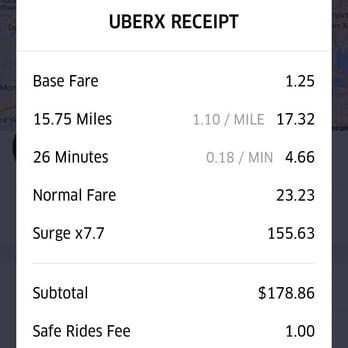 UBERX RECEIPT
Base Fare 1.25
15.75 Miles 1.10 / MILE 17.32
26 Minutes 0.18 / MIN 4.66
Normal Fare 23.23
Surge x7.7 155.63
Subtotal $178.86
Safe Rides Fee 1.00